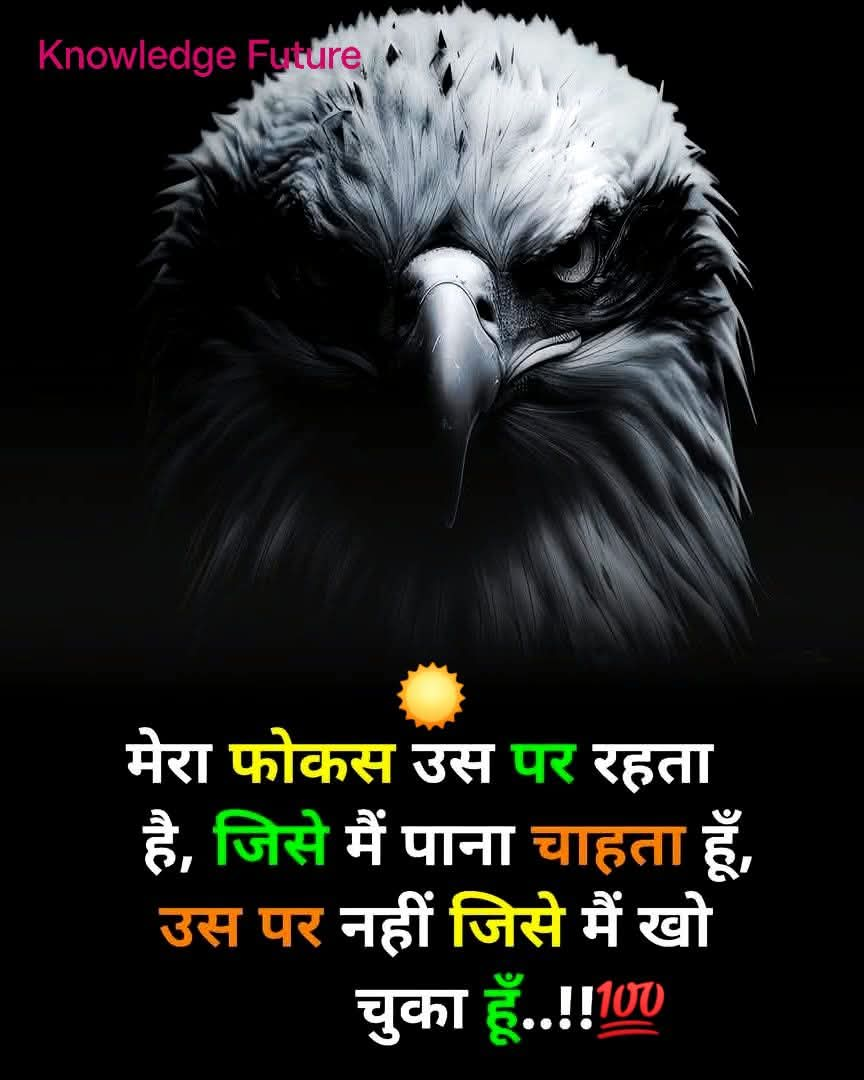 Knowledge Future
🌞
मेरा फोकस उस पर रहता
है, जिसे मैं पाना चाहता हूँ,
उस पर नहीं जिसे मैं खो
चुका हूँ..!!💯